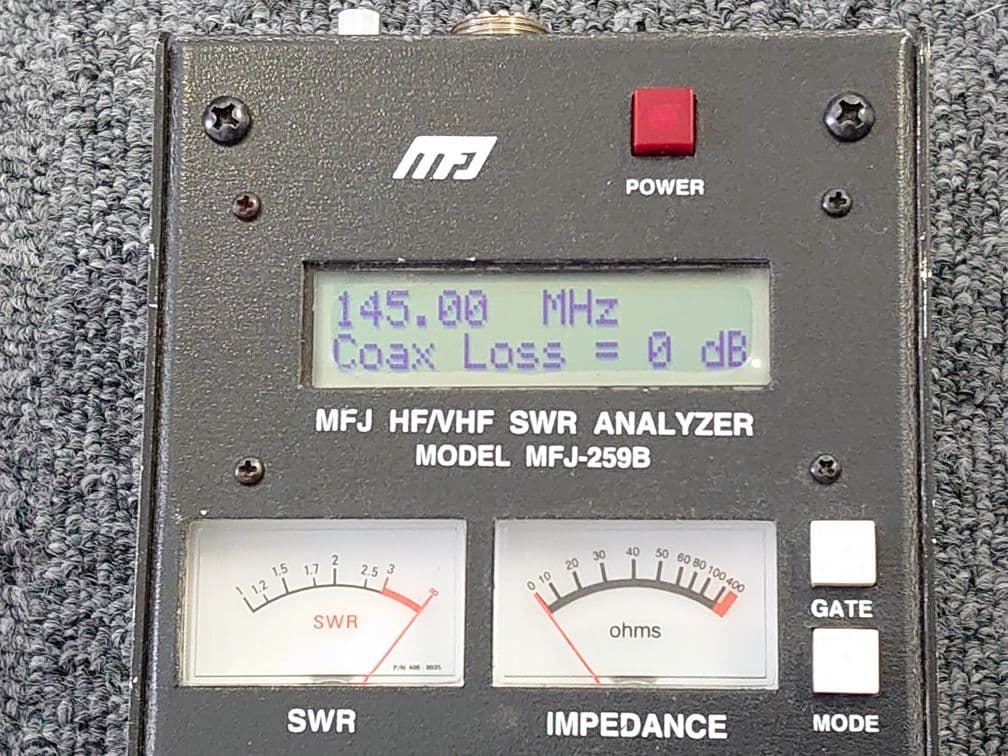 MFJ
POWER
145.00 MHz
Coax Loss = 0 dB
MFJ HF/VHF SWR ANALYZER
MODEL MFJ-259B
1 1.2 1.5 1.7 2 2.5 3 ∞
SWR
0 10 20 30 40 50 60 80 100 400
ohms
GATE
SWR
IMPEDANCE
MODE